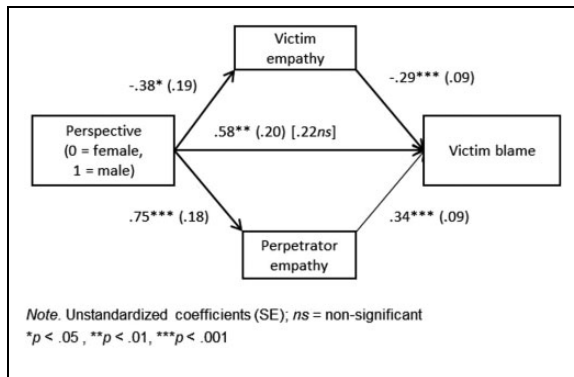 Victim
empathy
-.38* (.19)
-.29*** (.09)
Perspective
(0 = female,
1 = male)
.58** (.20) [.22ns]
Victim blame
.75*** (.18)
.34*** (.09)
Perpetrator
empathy
Note. Unstandardized coefficients (SE); ns = non-significant
*p < .05 , **p < .01, ***p < .001